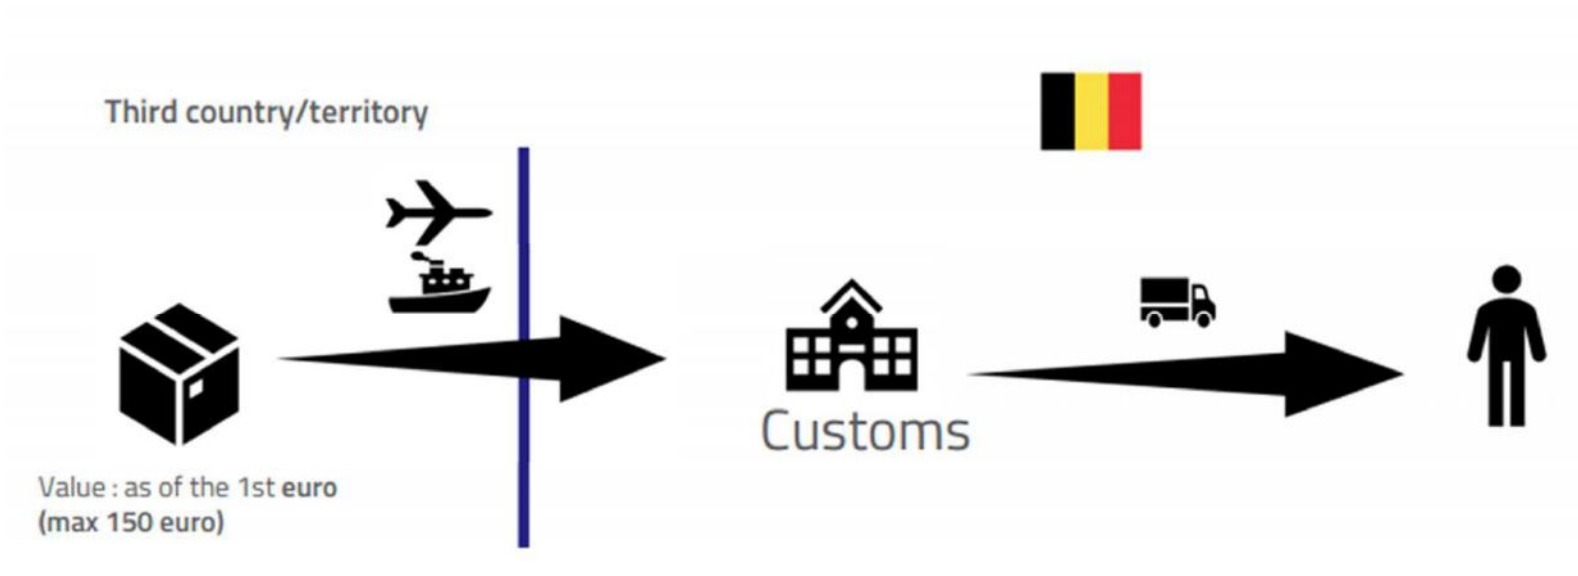 Third country/territory
Customs
Value : as of the 1st euro
(max 150 euro)